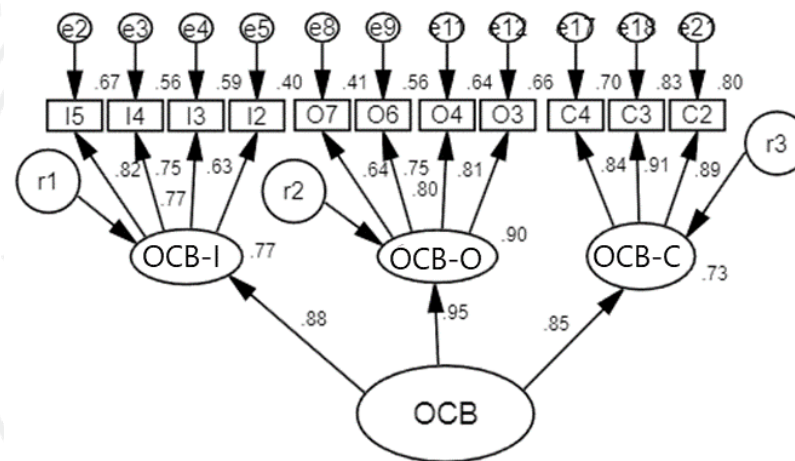 e2 e3 e4 e5 e8 e9 e11 e12 e17 e18 e21
.67 .56 .59 .40 .41 .56 .64 .66 .70 .83 .80
I5 I4 I3 I2 O7 O6 O4 O3 C4 C3 C2
r1 .82 .75 .63 r2 .64 .75 .81 .84 .91 .89 r3
.77 .80
OCB-I .77 OCB-O .90 OCB-C .73
.88 .95 .85
OCB